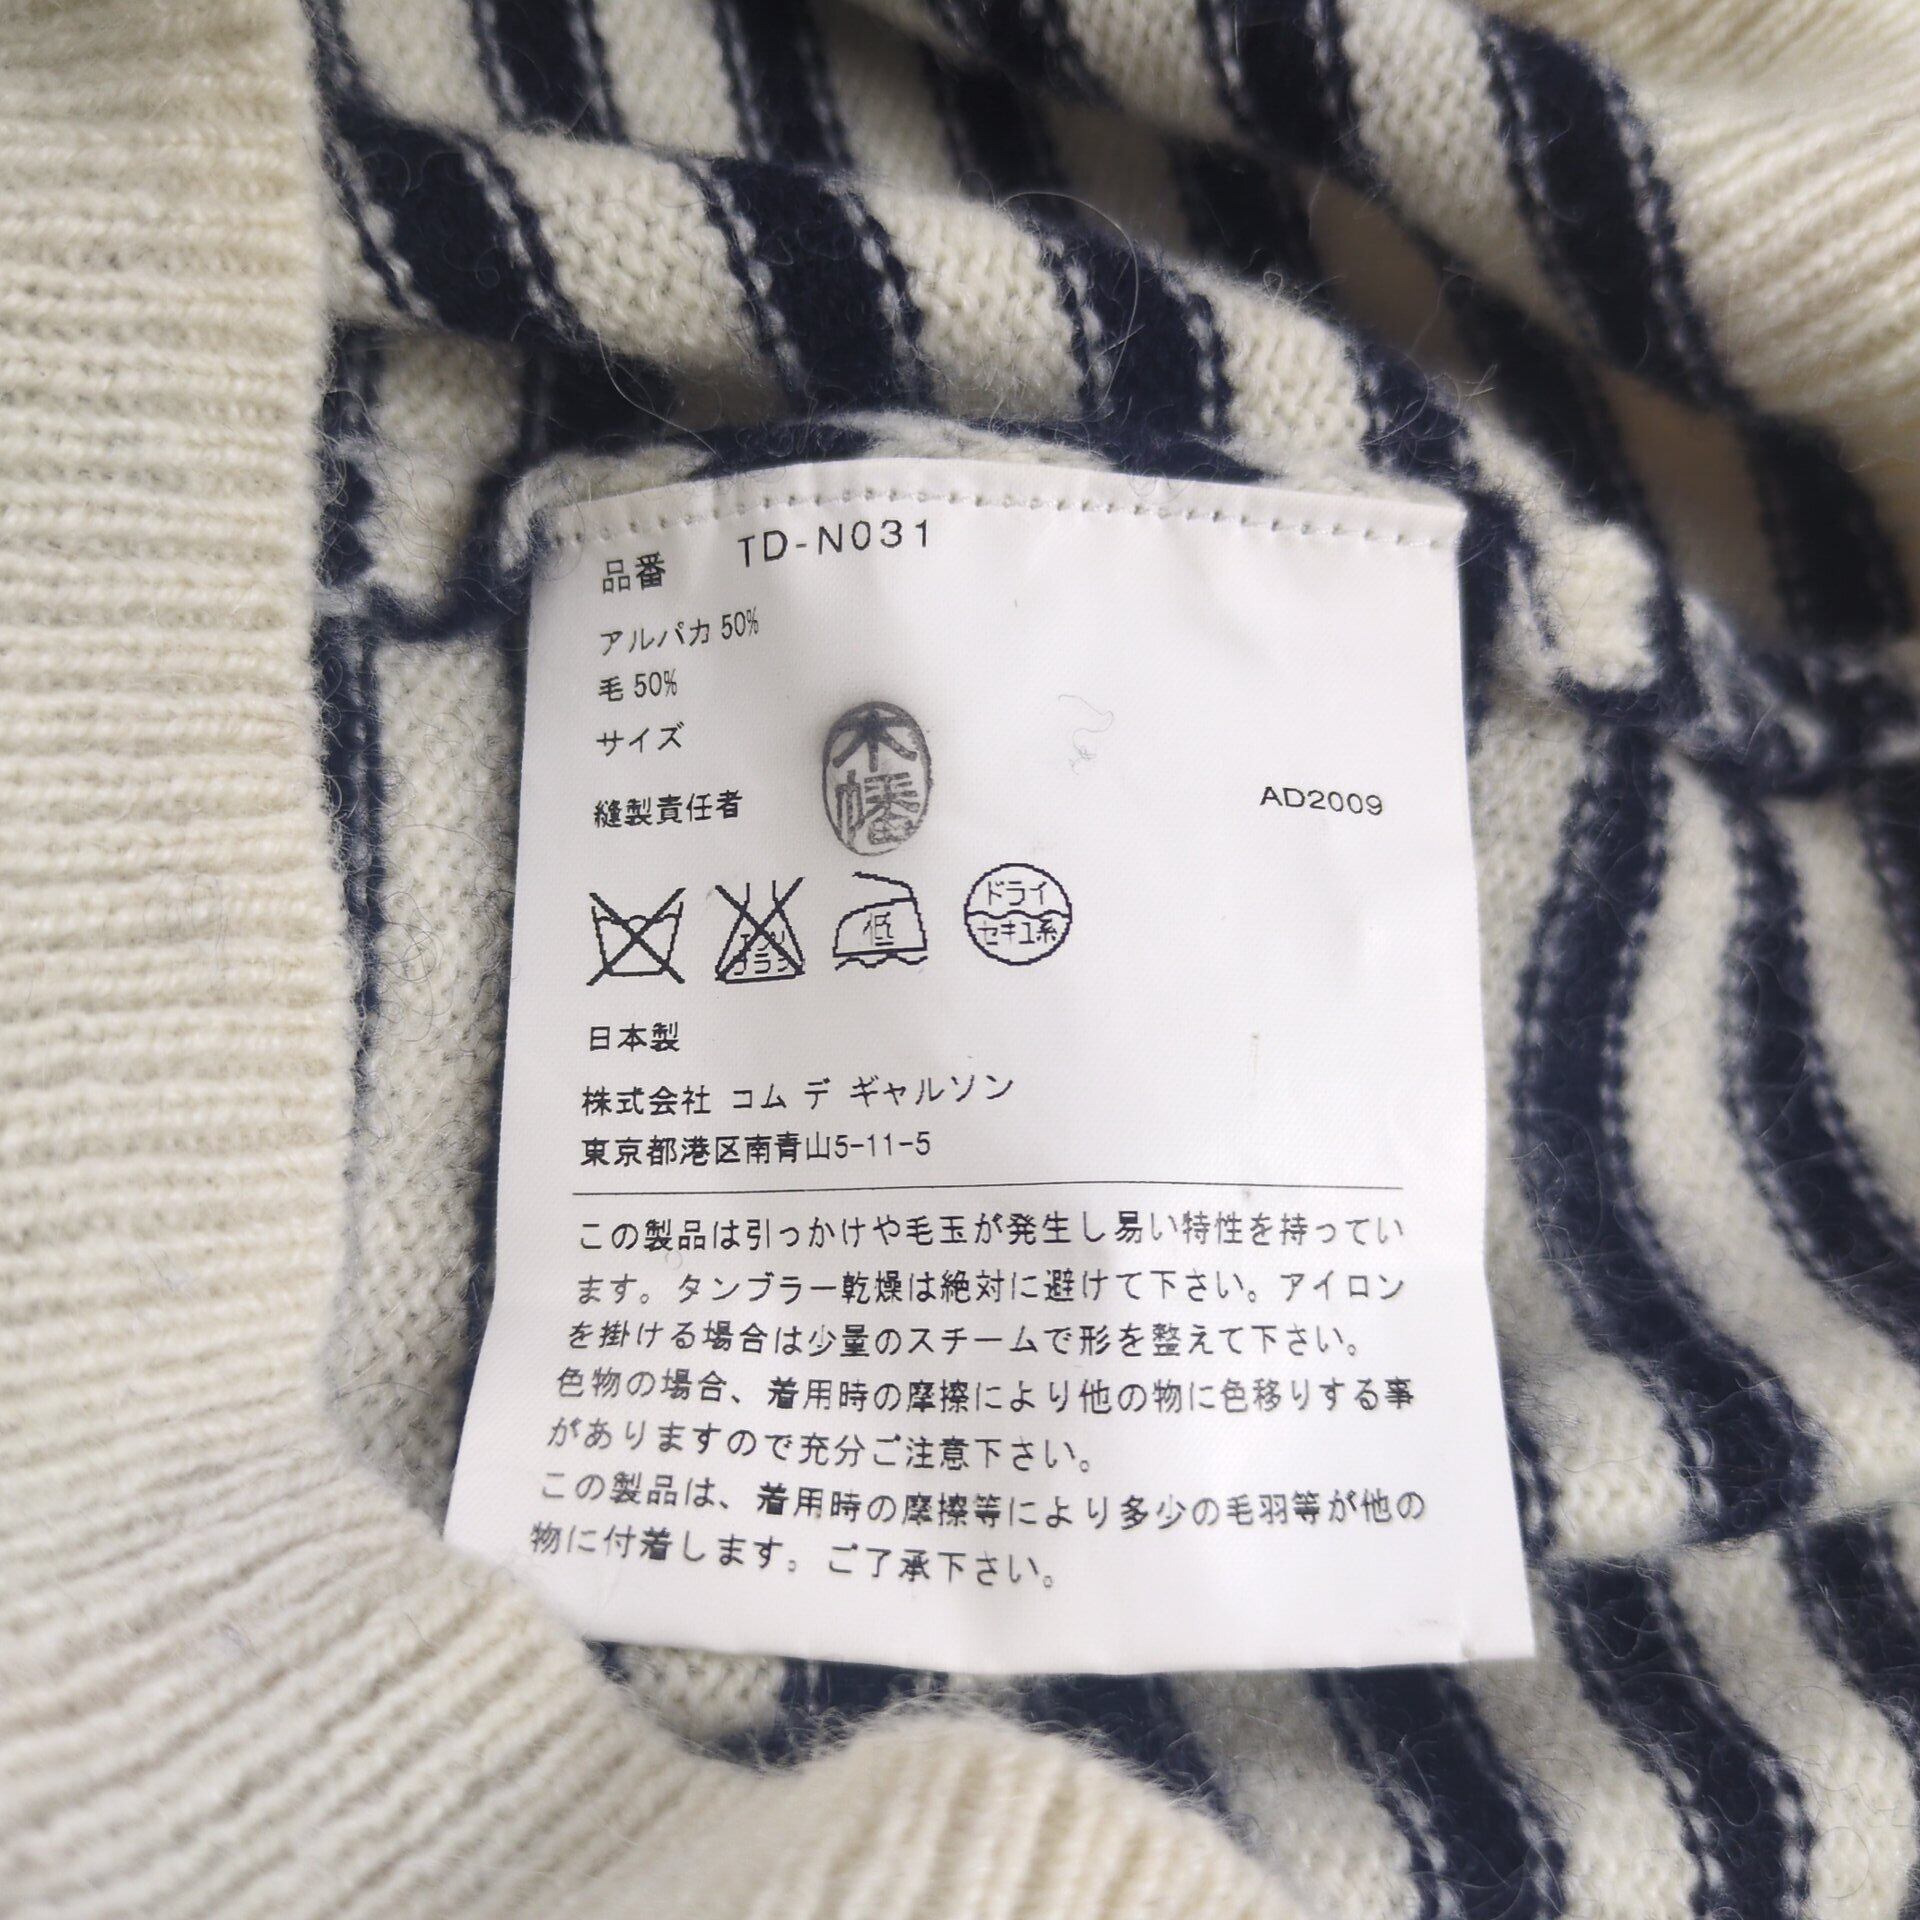 品番 TD-N031
アルパカ 50%
毛 50%
サイズ
縫製責任者
木幡
AD2009
エンソ
サラシ
低
ドライ
セキユ系
日本製
株式会社 コム デ ギャルソン
東京都港区南青山5-11-5
この製品は引っかけや毛玉が発生し易い特性を持ってい
ます。タンブラー乾燥は絶対に避けて下さい。アイロン
を掛ける場合は少量のスチームで形を整えて下さい。
色物の場合、着用時の摩擦により他の物に色移りする事
がありますので充分ご注意下さい。
この製品は、着用時の摩擦等により多少の毛羽等が他の
物に付着します。ご了承下さい。